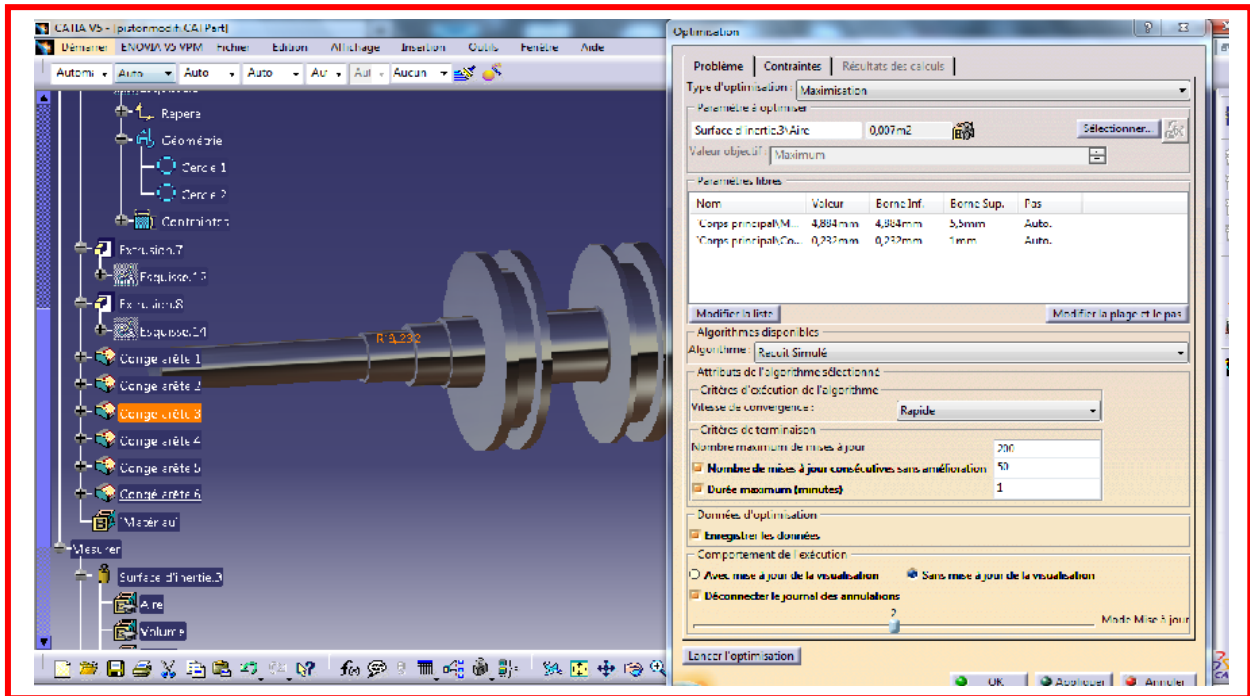 CATIA V5 - [pistonmodif.CATPart]
Démarrer ENOVIA V5 VPM Fichier Edition Affichage Insertion Outils Fenêtre Aide
Auto Auto Auto Aucun
Repère
Géométrie
Cercle 1
Cercle 2
Contraintes
Extrusion.7
Extrusion.8
Esquisse.14
Congé arête 1
Congé arête 2
Congé arête 3
Congé arête 4
Congé arête 5
Congé arête 6
Matériau
Mesurer
Surface d'inertie.3
Aire
Volume
Optimisation
Problème Contraintes Résultats des calculs
Type d'optimisation : Maximisation
Paramètre à optimiser
Surface d'inertie.3\Aire 0,007m2 Sélectionner...
Valeur objectif : Maximum
Paramètres libres
Nom Valeur Borne Inf. Borne Sup. Pas
`Corps principal\M... 4,884mm 4,884mm 5,5mm Auto.
`Corps principal\Co... 0,232mm 0,232mm 1mm Auto.
Modifier la liste Modifier la plage et le pas
Algorithmes disponibles
Algorithme : Recuit Simulé
Attributs de l'algorithme sélectionné
Critères d'exécution de l'algorithme
Vitesse de convergence : Rapide
Critères de terminaison
Nombre maximum de mises à jour 200
Nombre de mises à jour consécutives sans amélioration 50
Durée maximum (minutes) 1
Données d'optimisation
Enregistrer les données
Comportement de l'exécution
Avec mise à jour de la visualisation Sans mise à jour de la visualisation
Déconnecter le journal des annulations
2
Mode Mise à jour
Lancer l'optimisation
OK Appliquer Annuler